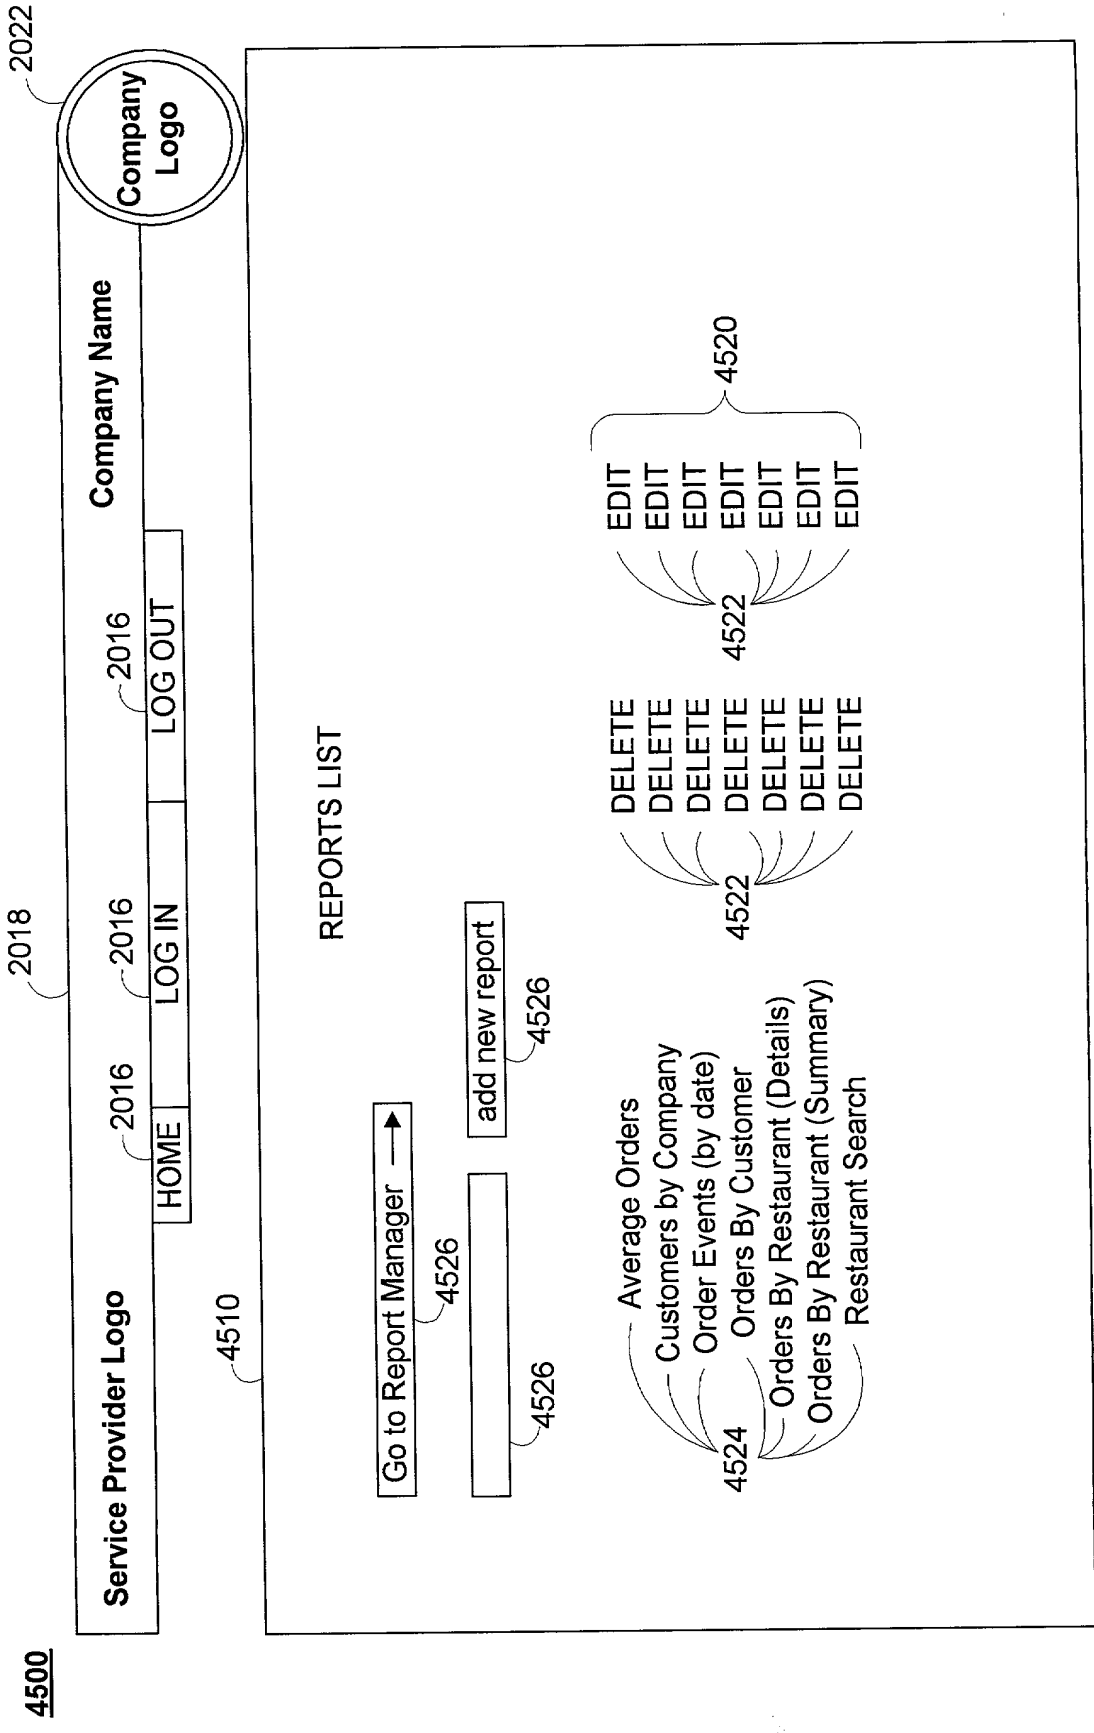 4500
2018
2022
Service Provider Logo
Company Name
Company
Logo
2016
2016
2016
HOME
LOG IN
LOG OUT
4510
REPORTS LIST
Go to Report Manager
4526
add new report
4526
4526
Average Orders DELETE EDIT
Customers by Company DELETE EDIT
Order Events (by date) DELETE EDIT
4524 Orders By Customer 4522 DELETE 4522 EDIT 4520
Orders By Restaurant (Details) DELETE EDIT
Orders By Restaurant (Summary) DELETE EDIT
Restaurant Search DELETE EDIT